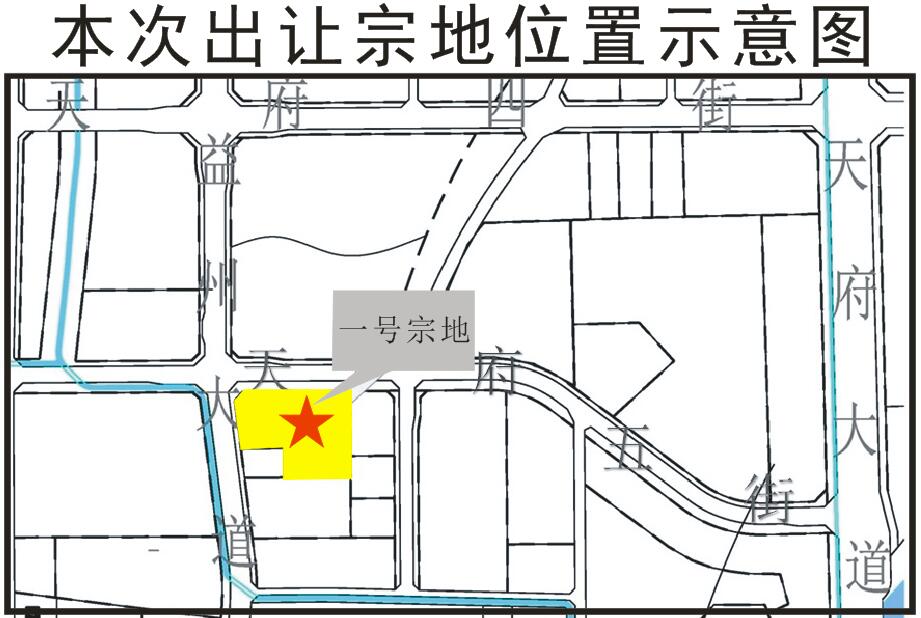 本次出让宗地位置示意图
天府四街
益州大道
天府大道
一号宗地
天府五街